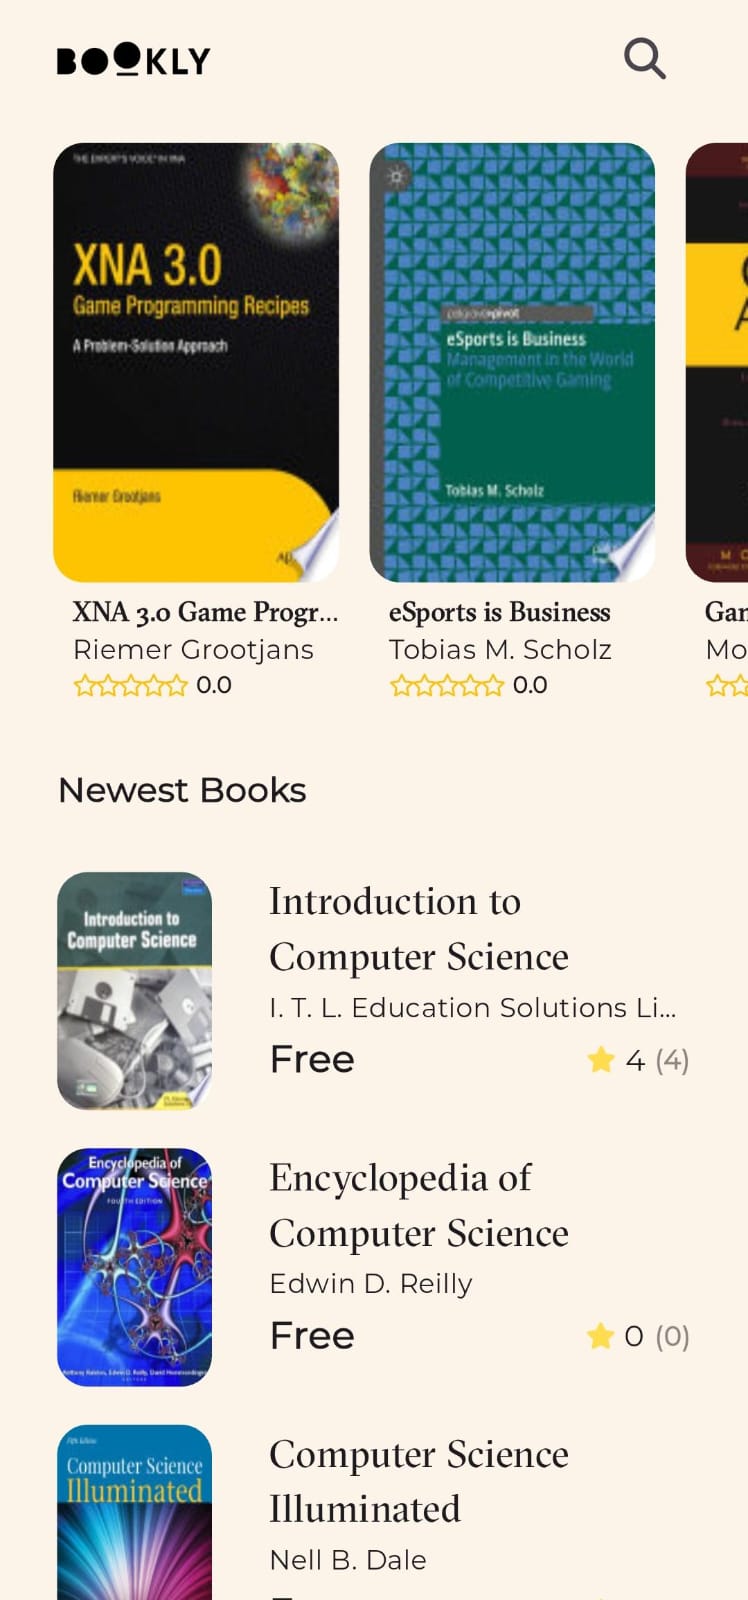 BOOKLY
THE EXPERT'S VOICE® IN XNA
XNA 3.0
Game Programming Recipes
A Problem-Solution Approach
Riemer Grootjans
palgrave pivot
eSports is Business
Management in the World
of Competitive Gaming
Tobias M. Scholz
XNA 3.0 Game Progr...
Riemer Grootjans
0.0
eSports is Business
Tobias M. Scholz
0.0
Gan
Mo
Newest Books
Introduction to
Computer Science
Introduction to
Computer Science
I. T. L. Education Solutions Li...
Free
4 (4)
Encyclopedia of
Computer Science
FOURTH EDITION
Encyclopedia of
Computer Science
Edwin D. Reilly
Free
0 (0)
Fifth Edition
Computer Science
Illuminated
Computer Science
Illuminated
Nell B. Dale